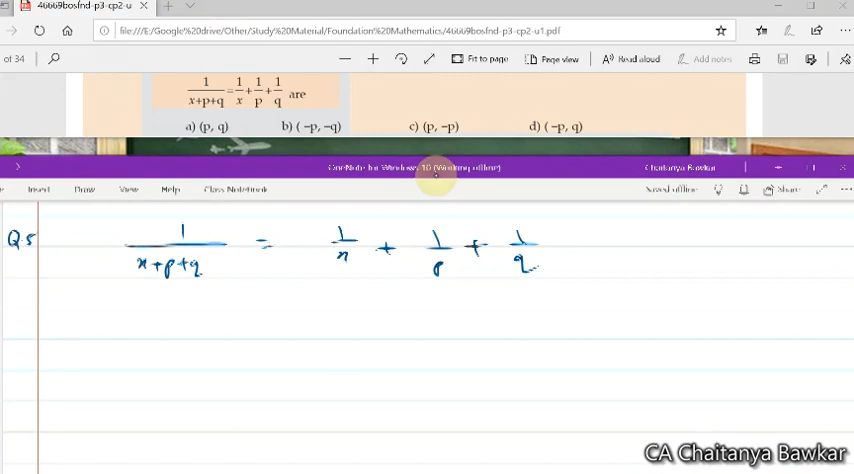 46669bosfnd-p3-cp2-u
file:///E:/Google%20drive/Other/Study%20Material/Foundation%20Mathematics/46669bosfnd-p3-cp2-u1.pdf
of 34
Fit to page
Page view
Read aloud
Add notes
1/x+p+q = 1/x + 1/p + 1/q are
a) (p, q) b) ( –p, –q) c) (p, –p) d) ( –p, q)
OneNote for Windows 10 (Working offline)
Chaitanya Bawkar
Insert Draw View Help Class Notebook
Saved offline
Share
Q.5 1/x+p+q = 1/x + 1/p + 1/q
CA Chaitanya Bawkar